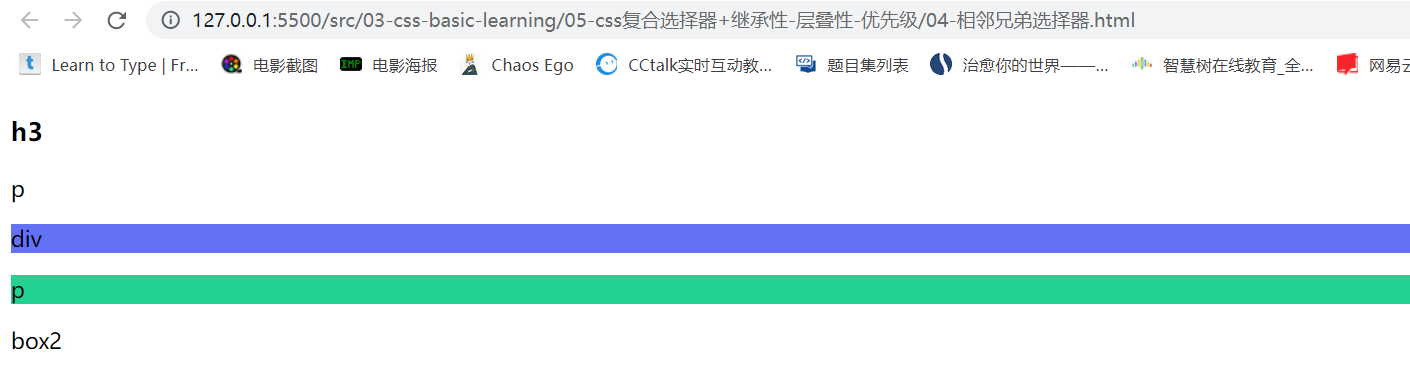 127.0.0.1:5500/src/03-css-basic-learning/05-css复合选择器+继承性-层叠性-优先级/04-相邻兄弟选择器.html
t Learn to Type | Fr... 电影截图 IMP 电影海报 Chaos Ego CCtalk实时互动教... 题目集列表 治愈你的世界——... 智慧树在线教育_全... 网易云
h3
p
div
p
box2